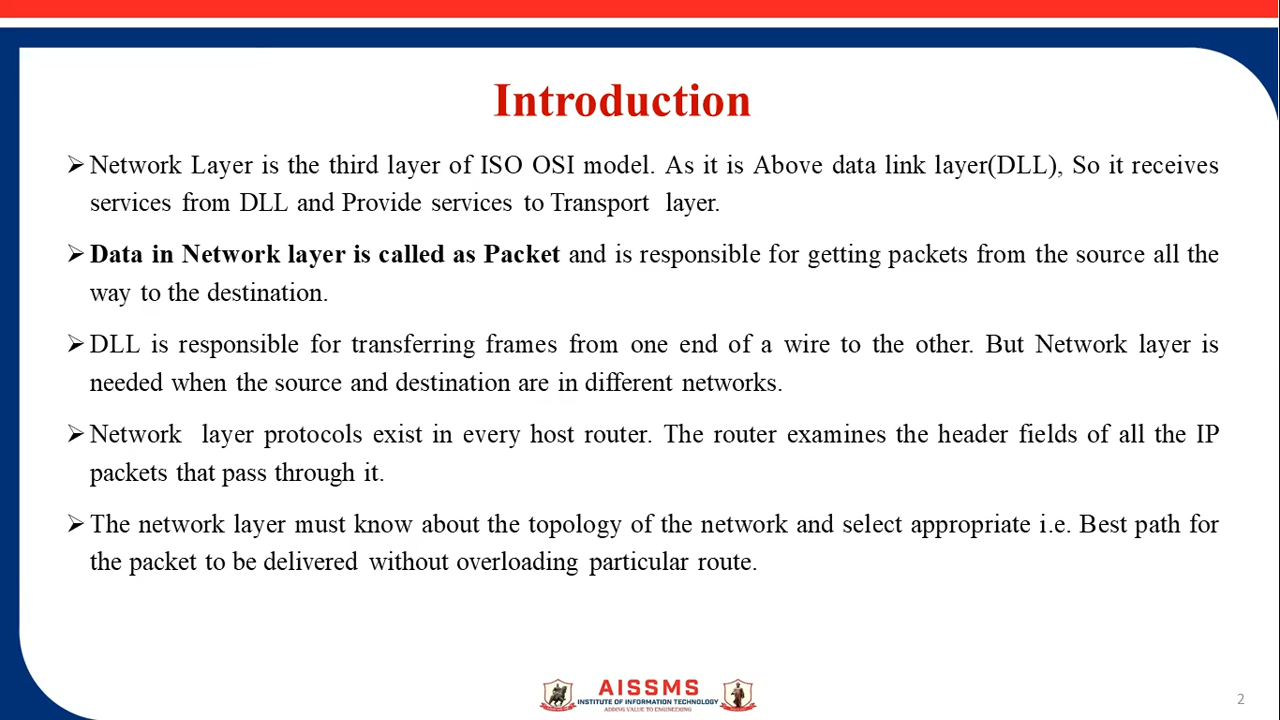 Introduction
➢Network Layer is the third layer of ISO OSI model. As it is Above data link layer(DLL), So it receives
services from DLL and Provide services to Transport layer.
➢Data in Network layer is called as Packet and is responsible for getting packets from the source all the
way to the destination.
➢DLL is responsible for transferring frames from one end of a wire to the other. But Network layer is
needed when the source and destination are in different networks.
➢Network layer protocols exist in every host router. The router examines the header fields of all the IP
packets that pass through it.
➢The network layer must know about the topology of the network and select appropriate i.e. Best path for
the packet to be delivered without overloading particular route.
AISSMS
INSTITUTE OF INFORMATION TECHNOLOGY
ADDING VALUE TO ENGINEERING
2